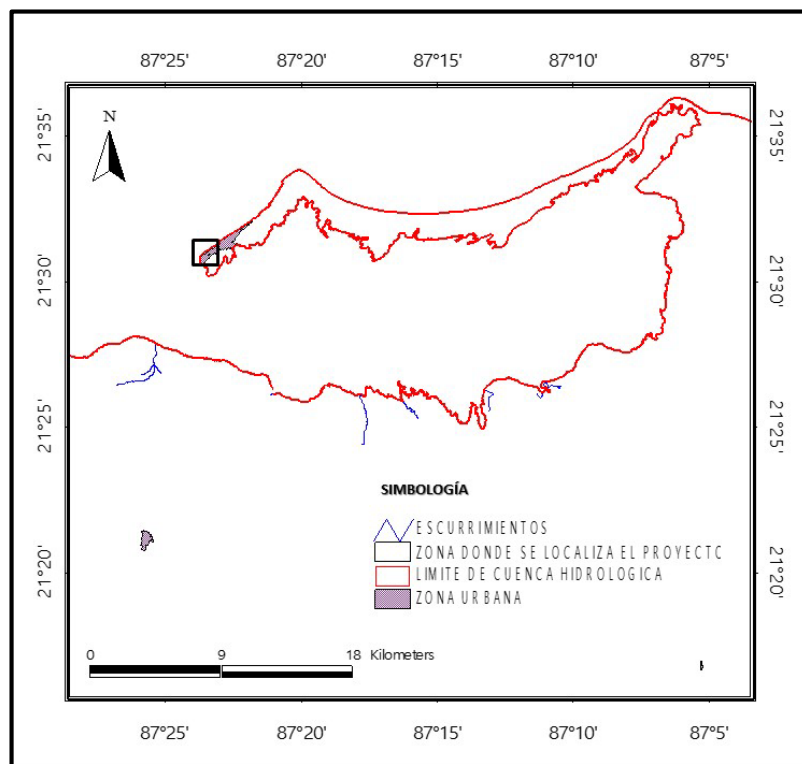 87°25' 87°20' 87°15' 87°10' 87°5'
21°35' 21°35'
N
21°30' 21°30'
21°25' 21°25'
SIMBOLOGÍA
ESCURRIMIENTOS
ZONA DONDE SE LOCALIZA EL PROYECTC
LIMITE DE CUENCA HIDROLOGICA
ZONA URBANA
21°20' 21°20'
0 9 18 Kilometers
87°25' 87°20' 87°15' 87°10' 87°5'